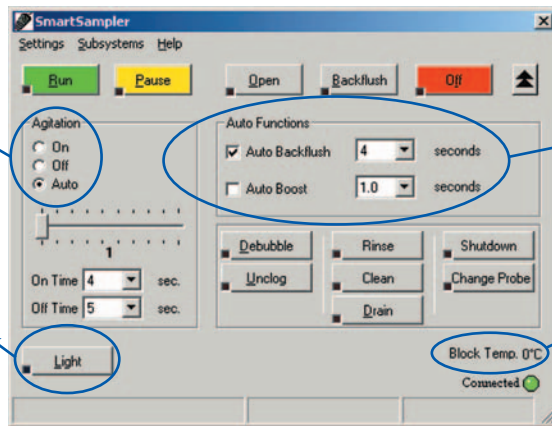 SmartSampler
Settings Subsystems Help
Run Pause Open Backflush Off
Agitation
On
Off
Auto
1
On Time 4 sec.
Off Time 5 sec.
Auto Functions
Auto Backflush 4 seconds
Auto Boost 1.0 seconds
Debubble Rinse Shutdown
Unclog Clean Change Probe
Drain
Light
Block Temp. 0°C
Connected